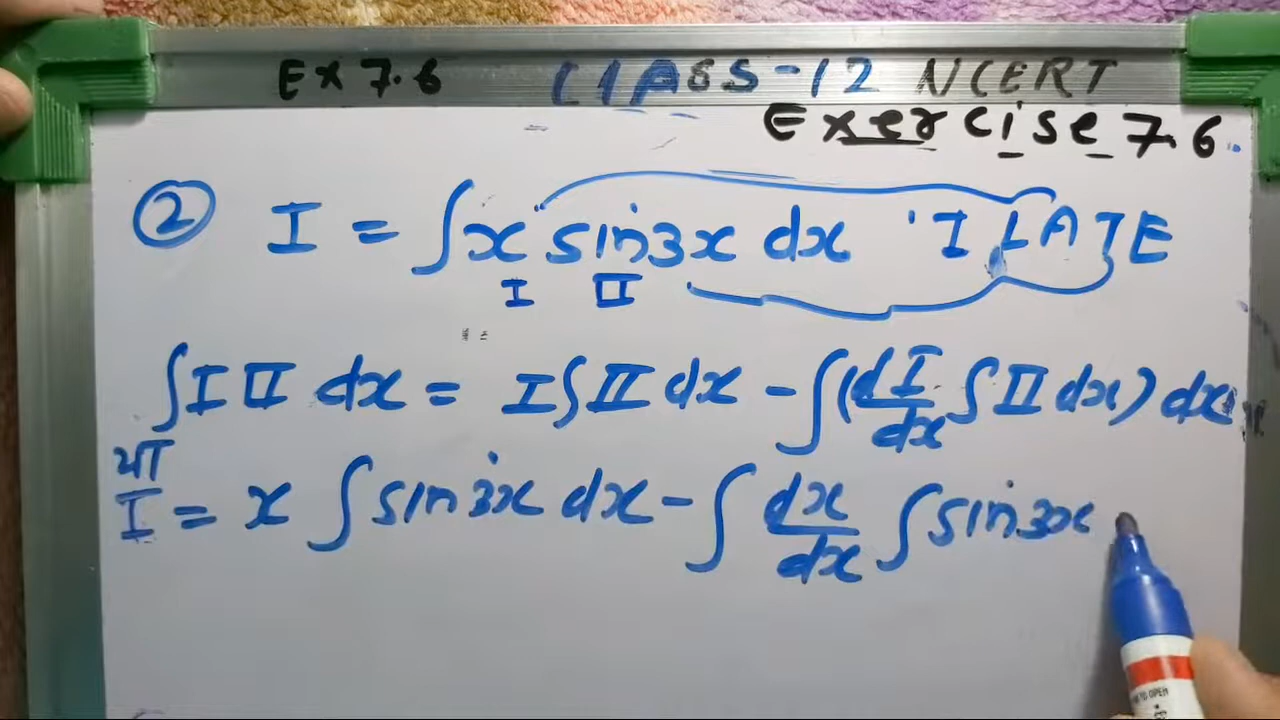 Ex 7.6 CLASS-12 NCERT
Exercise 7.6.
② I = ∫x sin3x dx 'ILATE
I II
∫I II dx = I∫II dx - ∫(dI/dx ∫II dx) dx
या
I = x ∫sin3x dx - ∫ dx/dx ∫sin3x